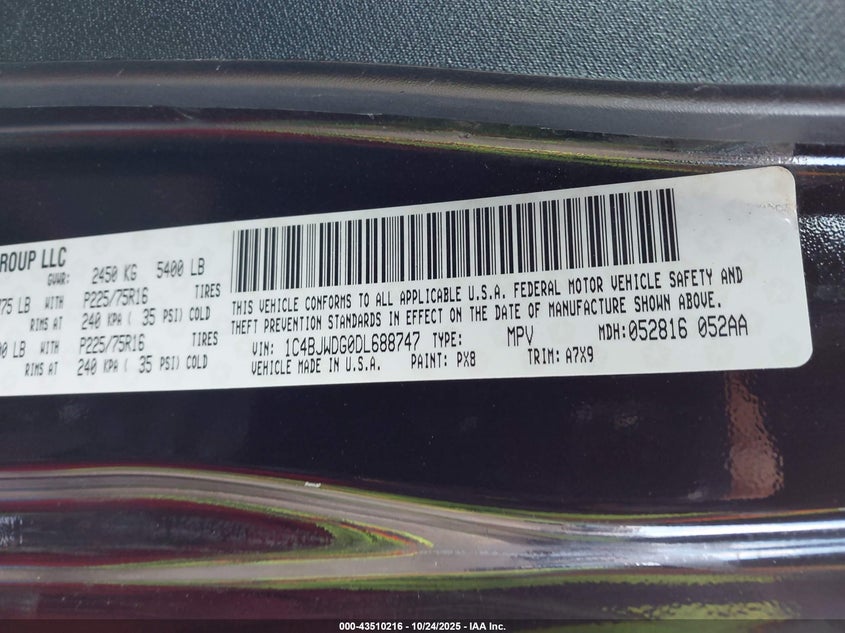 ROUP LLC
GVWR: 2450 KG 5400 LB
75 LB WITH P225/75R16 TIRES
RIMS AT 240 KPA ( 35 PSI) COLD
0 LB WITH P225/75R16 TIRES
RIMS AT 240 KPA ( 35 PSI) COLD
THIS VEHICLE CONFORMS TO ALL APPLICABLE U.S.A. FEDERAL MOTOR VEHICLE SAFETY AND
THEFT PREVENTION STANDARDS IN EFFECT ON THE DATE OF MANUFACTURE SHOWN ABOVE.
VIN: 1C4BJWDG0DL688747 TYPE: MPV MDH:052816 052AA
VEHICLE MADE IN U.S.A. PAINT: PX8 TRIM: A7X9
000-43510216 - 10/24/2025 - IAA Inc.